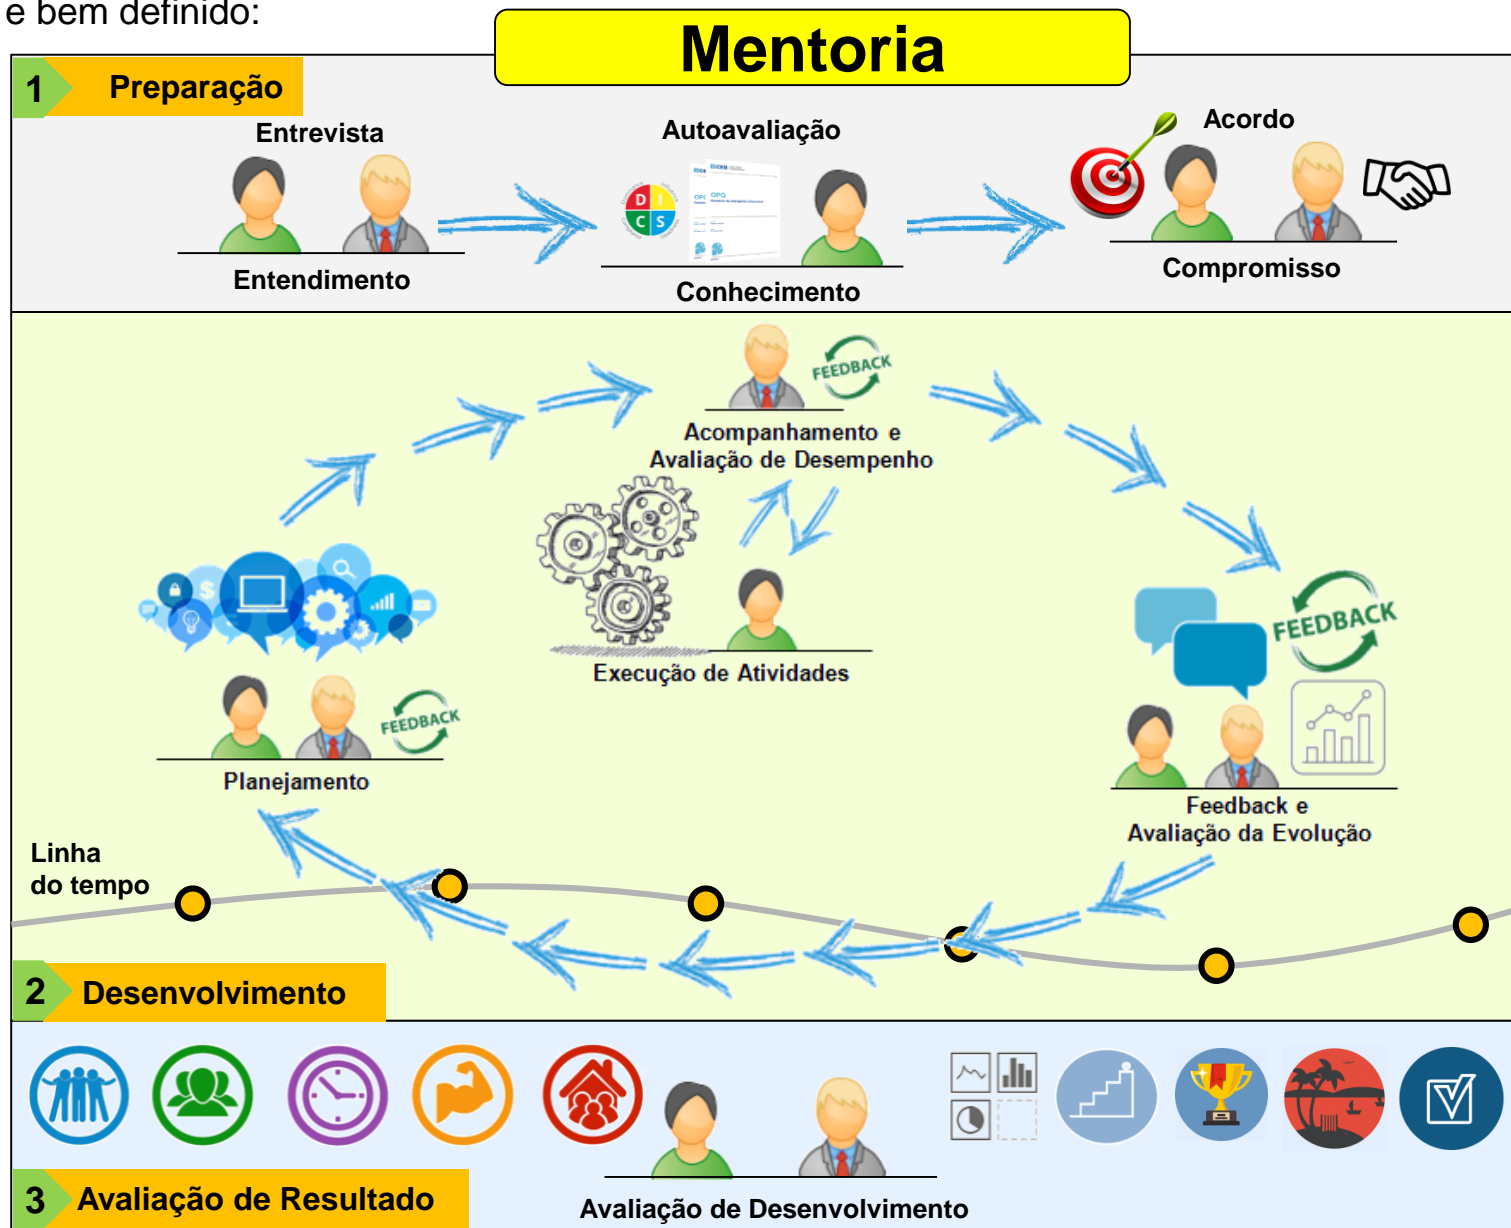 e bem definido:
Mentoria
1 Preparação
Entrevista
Autoavaliação
Acordo
D I
C S
OPQ
Entendimento
Conhecimento
Compromisso
FEEDBACK
Acompanhamento e
Avaliação de Desempenho
Execução de Atividades
FEEDBACK
Planejamento
FEEDBACK
Feedback e
Avaliação da Evolução
Linha
do tempo
2 Desenvolvimento
3 Avaliação de Resultado
Avaliação de Desenvolvimento